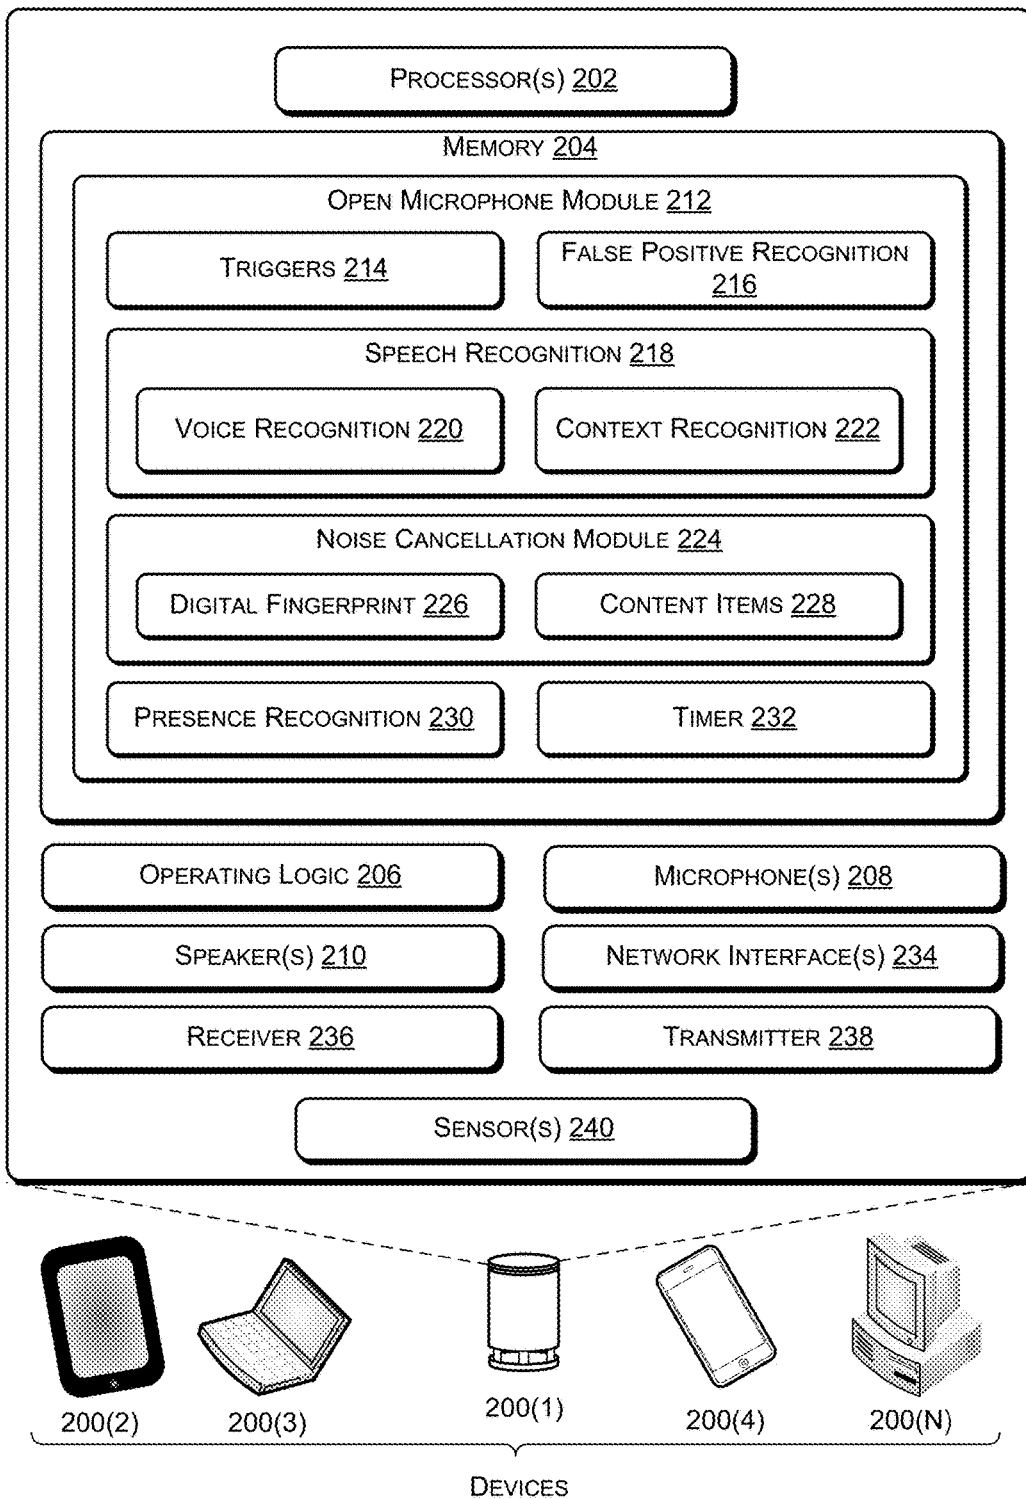 PROCESSOR(S) 202
MEMORY 204
OPEN MICROPHONE MODULE 212
TRIGGERS 214
FALSE POSITIVE RECOGNITION
216
SPEECH RECOGNITION 218
VOICE RECOGNITION 220
CONTEXT RECOGNITION 222
NOISE CANCELLATION MODULE 224
DIGITAL FINGERPRINT 226
CONTENT ITEMS 228
PRESENCE RECOGNITION 230
TIMER 232
OPERATING LOGIC 206
MICROPHONE(S) 208
SPEAKER(S) 210
NETWORK INTERFACE(S) 234
RECEIVER 236
TRANSMITTER 238
SENSOR(S) 240
200(2)
200(3)
200(1)
200(4)
200(N)
DEVICES